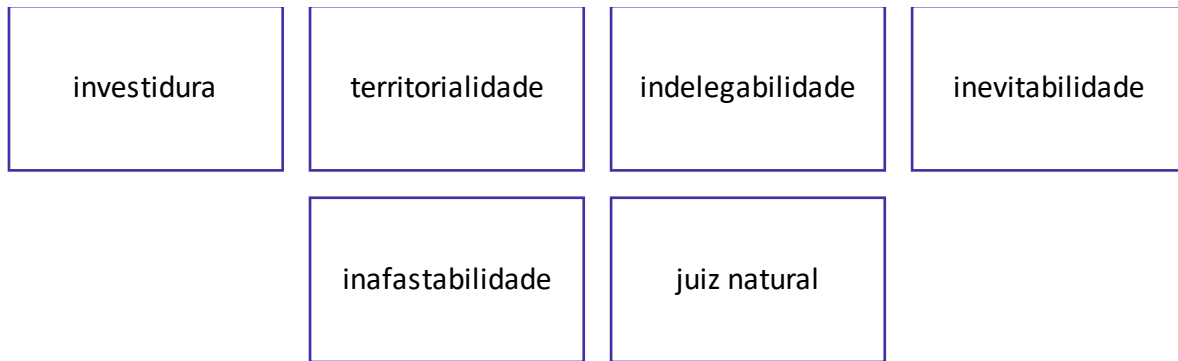 investidura
territorialidade
indelegabilidade
inevitabilidade
inafastabilidade
juiz natural